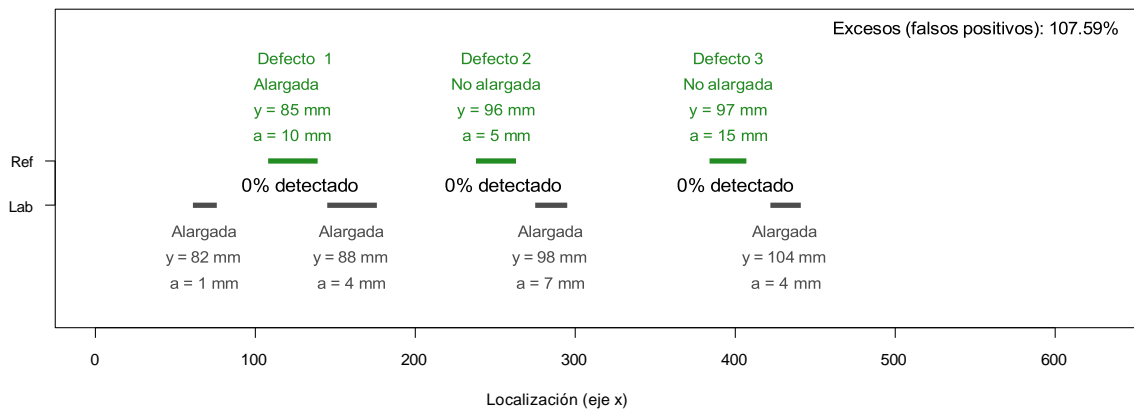 Excesos (falsos positivos): 107.59%
Defecto 1
Alargada
y = 85 mm
a = 10 mm
Defecto 2
No alargada
y = 96 mm
a = 5 mm
Defecto 3
No alargada
y = 97 mm
a = 15 mm
Ref
0% detectado
0% detectado
0% detectado
Lab
Alargada
y = 82 mm
a = 1 mm
Alargada
y = 88 mm
a = 4 mm
Alargada
y = 98 mm
a = 7 mm
Alargada
y = 104 mm
a = 4 mm
0 100 200 300 400 500 600
Localización (eje x)